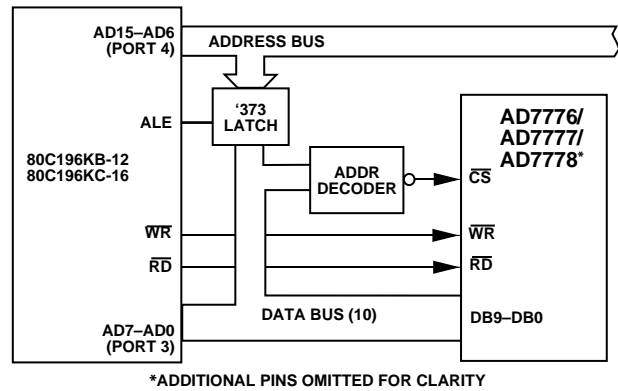 AD15–AD6
(PORT 4)
ADDRESS BUS
'373
LATCH
ALE
80C196KB-12
80C196KC-16
ADDR
DECODER
AD7776/
AD7777/
AD7778*
CS
WR
RD
WR
RD
DATA BUS (10)
DB9–DB0
AD7–AD0
(PORT 3)
*ADDITIONAL PINS OMITTED FOR CLARITY